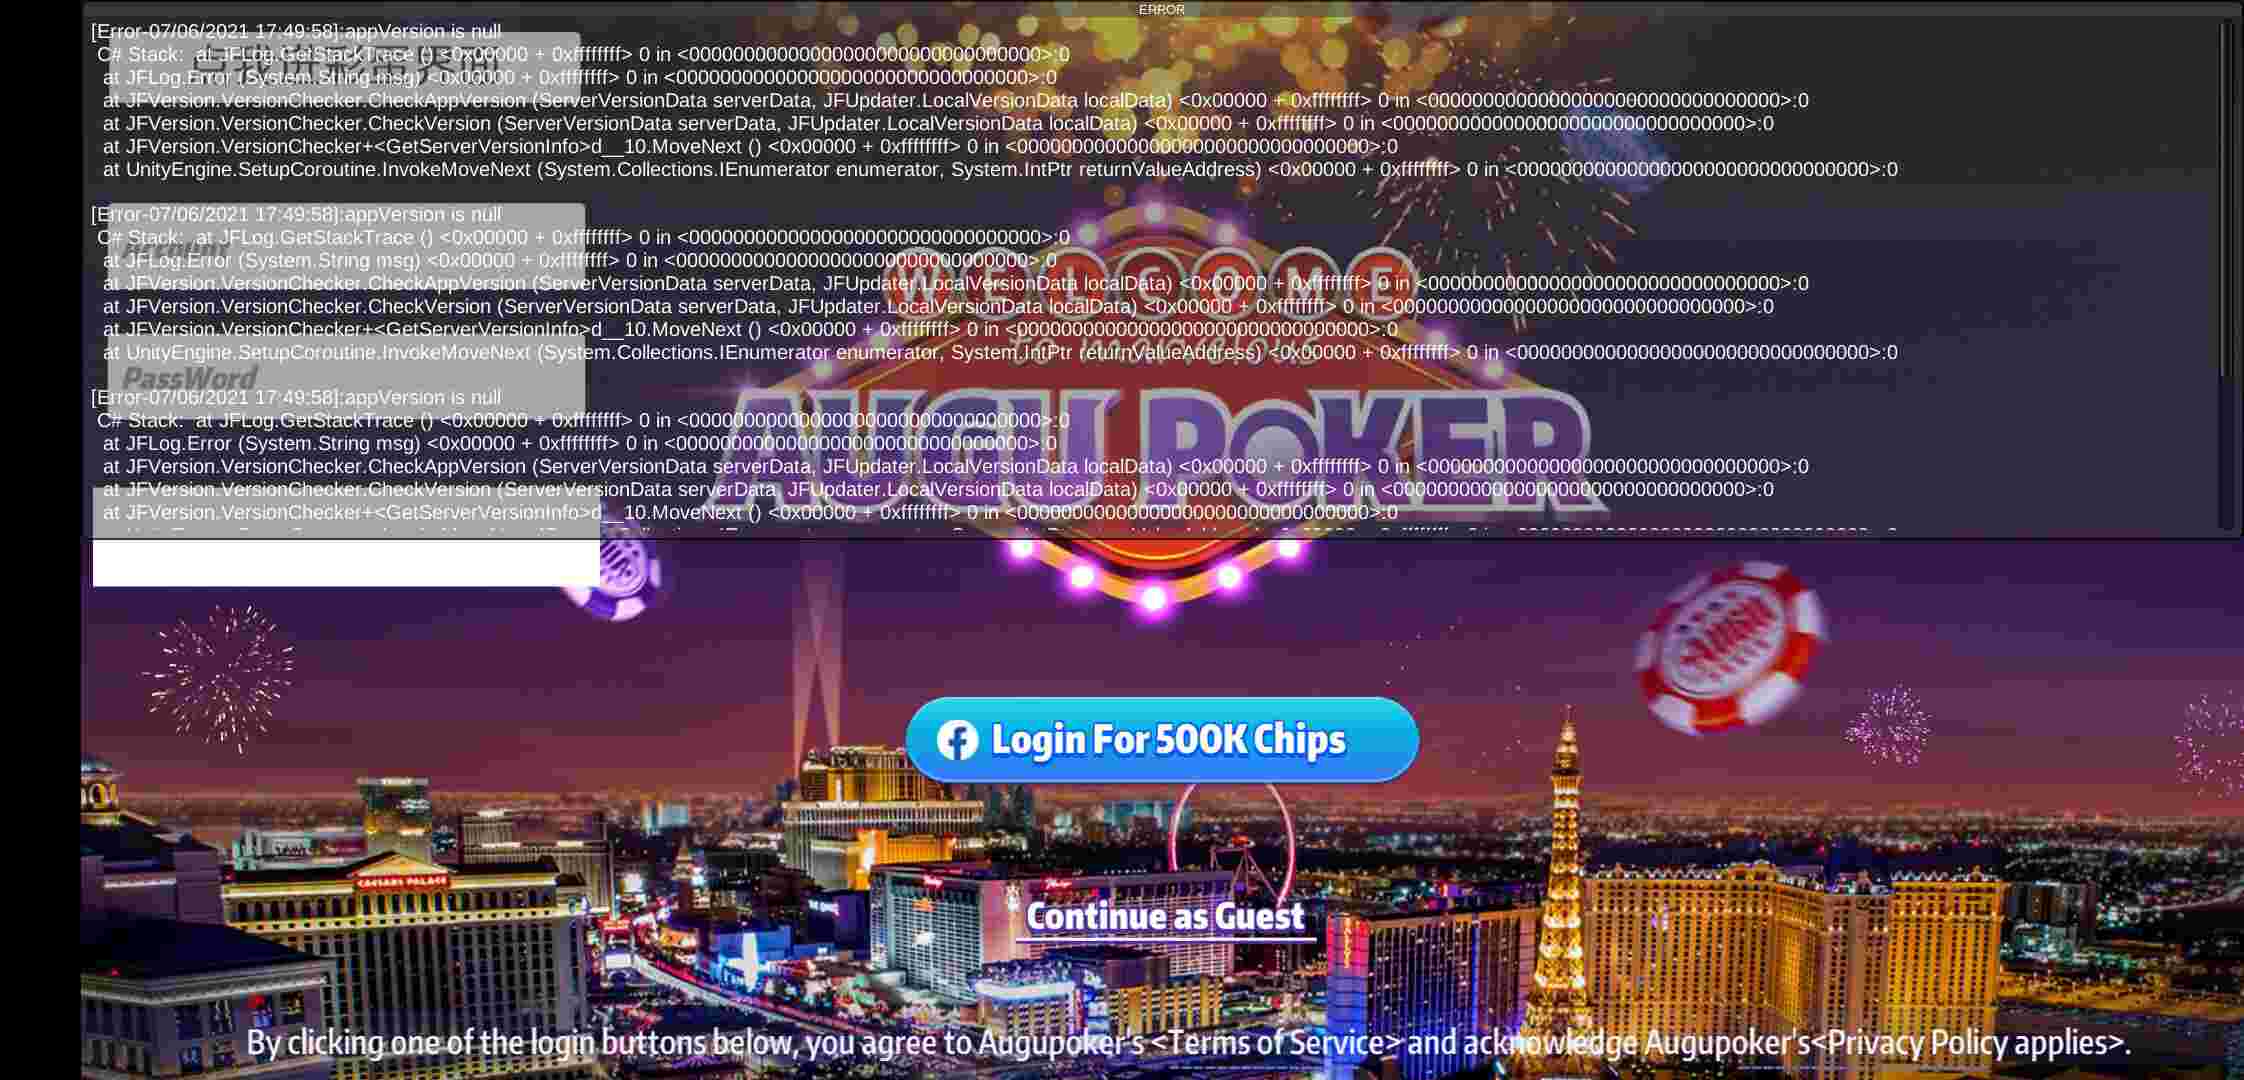 ERROR
[Error-07/06/2021 17:49:58]:appVersion is null
C# Stack: at JFLog.GetStackTrace () <0x00000 + 0xffffffff> 0 in <00000000000000000000000000000000>:0
at JFLog.Error (System.String msg) <0x00000 + 0xffffffff> 0 in <00000000000000000000000000000000>:0
at JFVersion.VersionChecker.CheckAppVersion (ServerVersionData serverData, JFUpdater.LocalVersionData localData) <0x00000 + 0xffffffff> 0 in <00000000000000000000000000000000>:0
at JFVersion.VersionChecker.CheckVersion (ServerVersionData serverData, JFUpdater.LocalVersionData localData) <0x00000 + 0xffffffff> 0 in <00000000000000000000000000000000>:0
at JFVersion.VersionChecker+<GetServerVersionInfo>d__10.MoveNext () <0x00000 + 0xffffffff> 0 in <00000000000000000000000000000000>:0
at UnityEngine.SetupCoroutine.InvokeMoveNext (System.Collections.IEnumerator enumerator, System.IntPtr returnValueAddress) <0x00000 + 0xffffffff> 0 in <00000000000000000000000000000000>:0
[Error-07/06/2021 17:49:58]:appVersion is null
C# Stack: at JFLog.GetStackTrace () <0x00000 + 0xffffffff> 0 in <00000000000000000000000000000000>:0
Account
at JFLog.Error (System.String msg) <0x00000 + 0xffffffff> 0 in <00000000000000000000000000000000>:0
WELCOME
at JFVersion.VersionChecker.CheckAppVersion (ServerVersionData serverData, JFUpdater.LocalVersionData localData) <0x00000 + 0xffffffff> 0 in <00000000000000000000000000000000>:0
at JFVersion.VersionChecker.CheckVersion (ServerVersionData serverData, JFUpdater.LocalVersionData localData) <0x00000 + 0xffffffff> 0 in <00000000000000000000000000000000>:0
at JFVersion.VersionChecker+<GetServerVersionInfo>d__10.MoveNext () <0x00000 + 0xffffffff> 0 in <00000000000000000000000000000000>:0
to
at UnityEngine.SetupCoroutine.InvokeMoveNext (System.Collections.IEnumerator enumerator, System.IntPtr returnValueAddress) <0x00000 + 0xffffffff> 0 in <00000000000000000000000000000000>:0
PassWord
[Error-07/06/2021 17:49:58]:appVersion is null
C# Stack: at JFLog.GetStackTrace () <0x00000 + 0xffffffff> 0 in <00000000000000000000000000000000>:0
at JFLog.Error (System.String msg) <0x00000 + 0xffffffff> 0 in <00000000000000000000000000000000>:0
AUGU POKER
at JFVersion.VersionChecker.CheckAppVersion (ServerVersionData serverData, JFUpdater.LocalVersionData localData) <0x00000 + 0xffffffff> 0 in <00000000000000000000000000000000>:0
at JFVersion.VersionChecker.CheckVersion (ServerVersionData serverData, JFUpdater.LocalVersionData localData) <0x00000 + 0xffffffff> 0 in <00000000000000000000000000000000>:0
at JFVersion.VersionChecker+<GetServerVersionInfo>d__10.MoveNext () <0x00000 + 0xffffffff> 0 in <00000000000000000000000000000000>:0
Login For 500K Chips
CAESARS PALACE
Continue as Guest
By clicking one of the login buttons below, you agree to Augupoker's <Terms of Service> and acknowledge Augupoker's<Privacy Policy applies>.